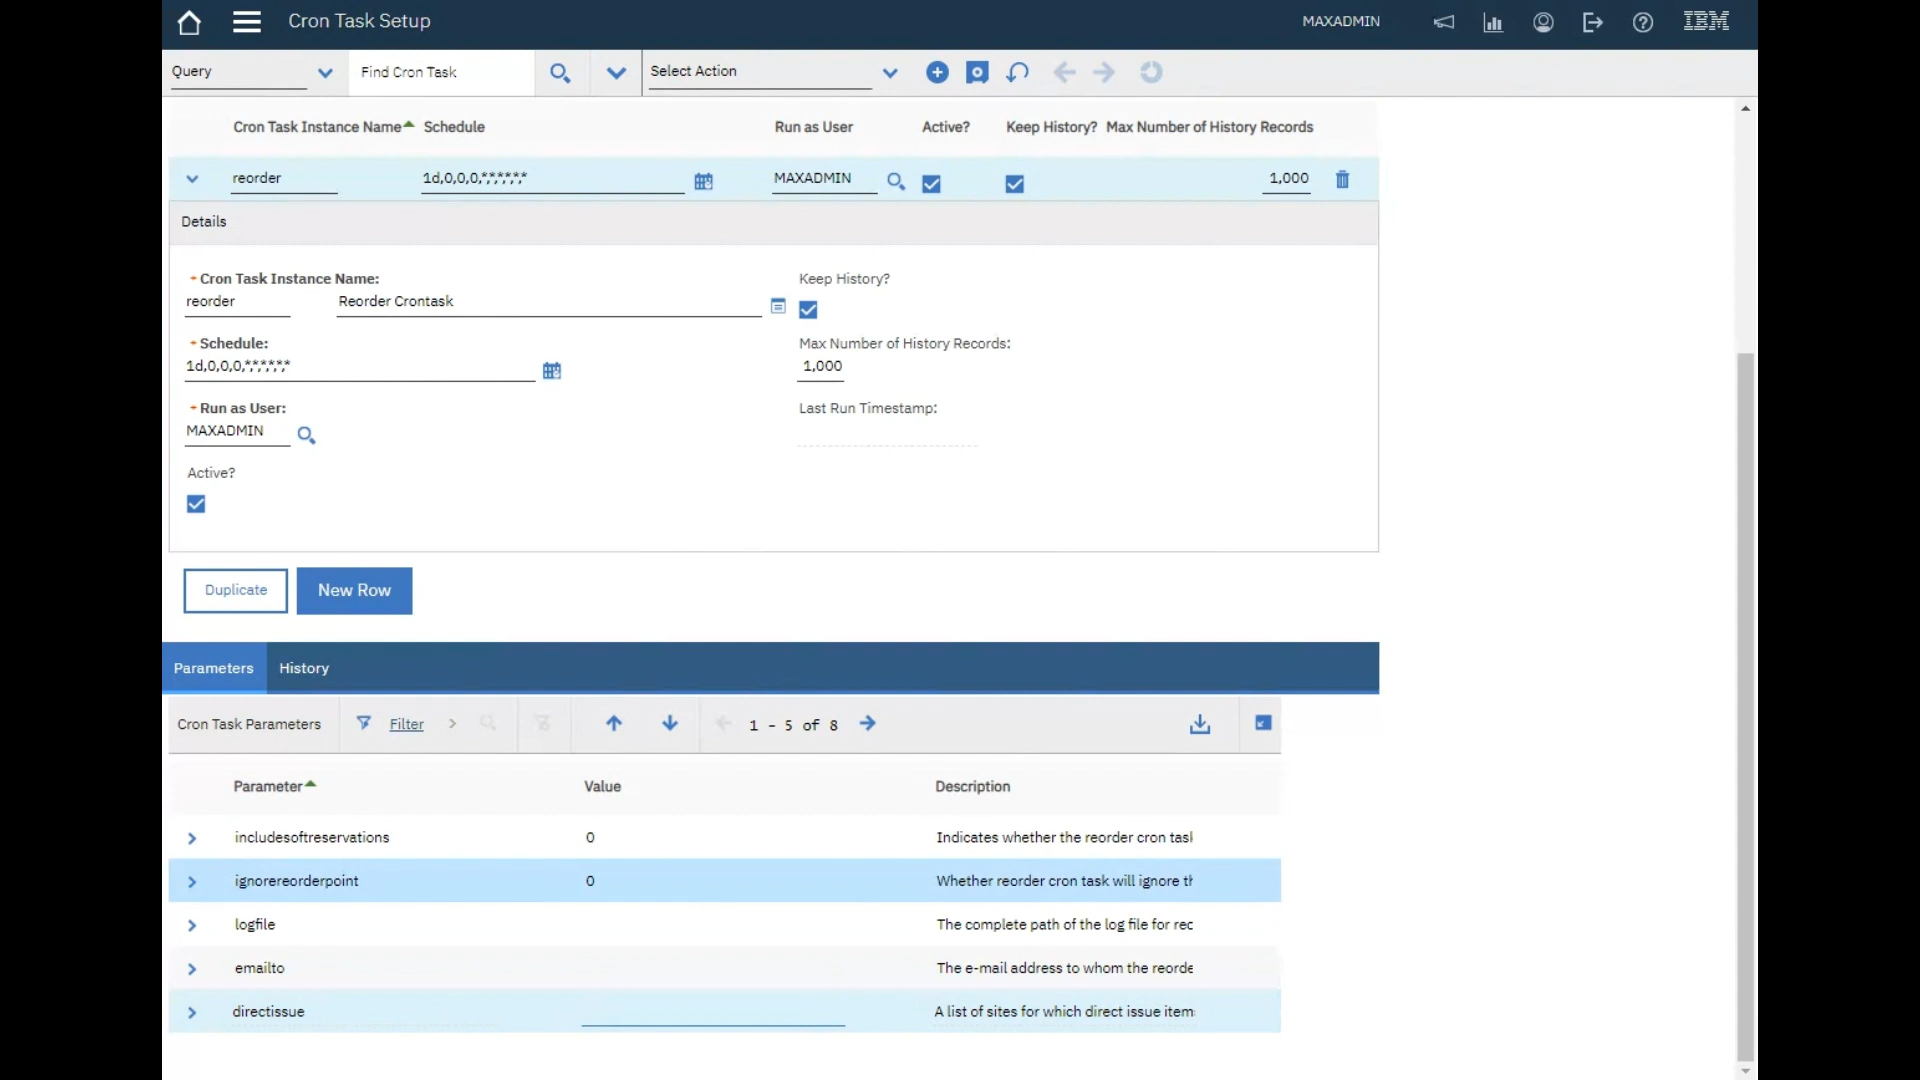 Cron Task Setup
MAXADMIN
IBM
Query
Find Cron Task
Select Action
Cron Task Instance Name Schedule Run as User Active? Keep History? Max Number of History Records
reorder 1d,0,0,0,*,*,*,*,*,* MAXADMIN 1,000
Details
Cron Task Instance Name:
reorder Reorder Crontask
Keep History?
Schedule:
1d,0,0,0,*,*,*,*,*,*
Max Number of History Records:
1,000
Run as User:
MAXADMIN
Last Run Timestamp:
Active?
Duplicate New Row
Parameters History
Cron Task Parameters Filter 1 - 5 of 8
Parameter Value Description
includesoftreservations 0 Indicates whether the reorder cron task
ignorereorderpoint 0 Whether reorder cron task will ignore th
logfile The complete path of the log file for rec
emailto The e-mail address to whom the reorde
directissue A list of sites for which direct issue item